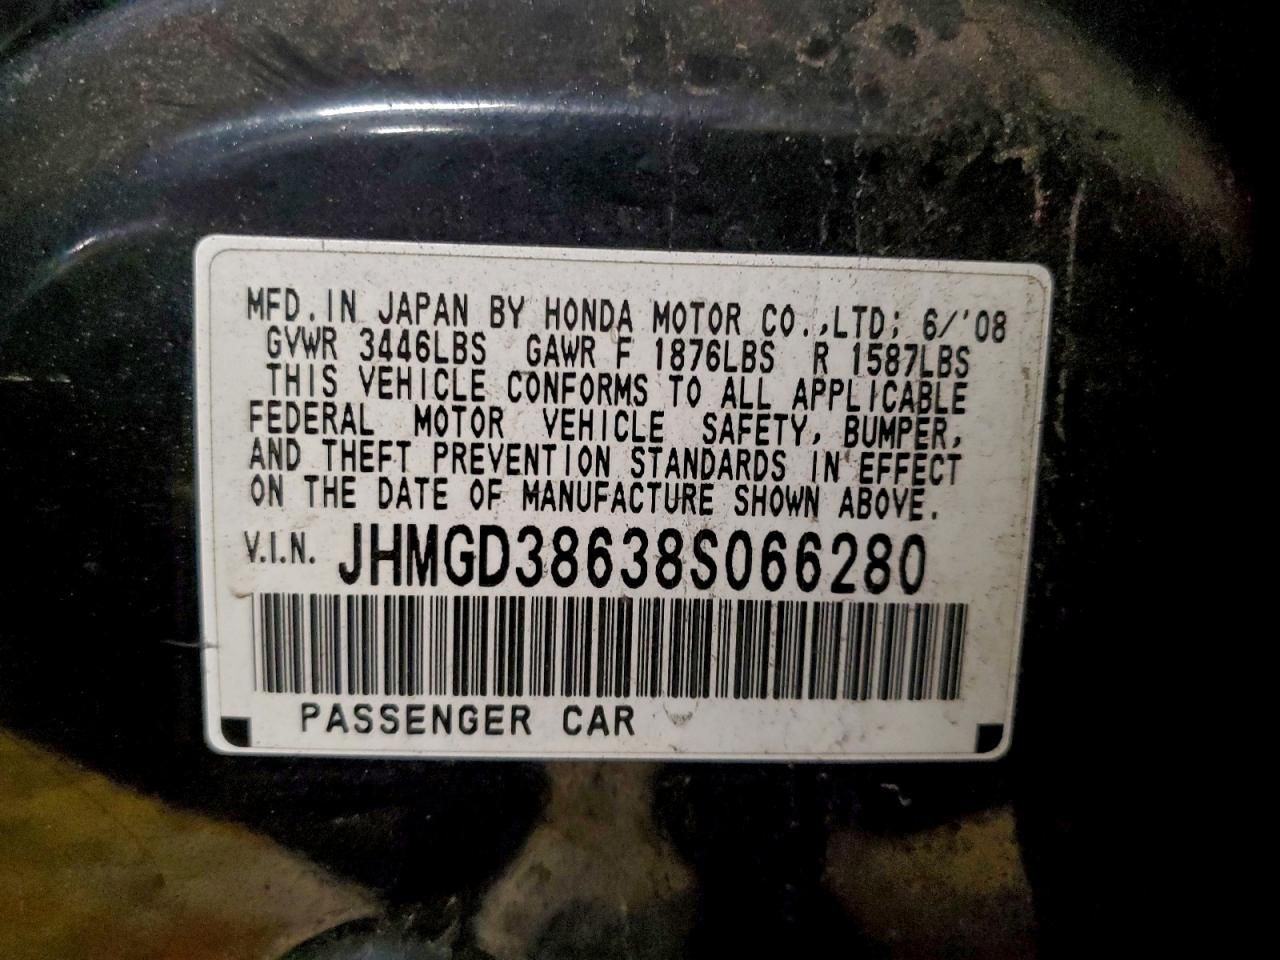 MFD. IN JAPAN BY HONDA MOTOR CO.,LTD; 6/'08
GVWR 3446LBS GAWR F 1876LBS R 1587LBS
THIS VEHICLE CONFORMS TO ALL APPLICABLE
FEDERAL MOTOR VEHICLE SAFETY, BUMPER,
AND THEFT PREVENTION STANDARDS IN EFFECT
ON THE DATE OF MANUFACTURE SHOWN ABOVE.
V.I.N. JHMGD38638S066280
PASSENGER CAR